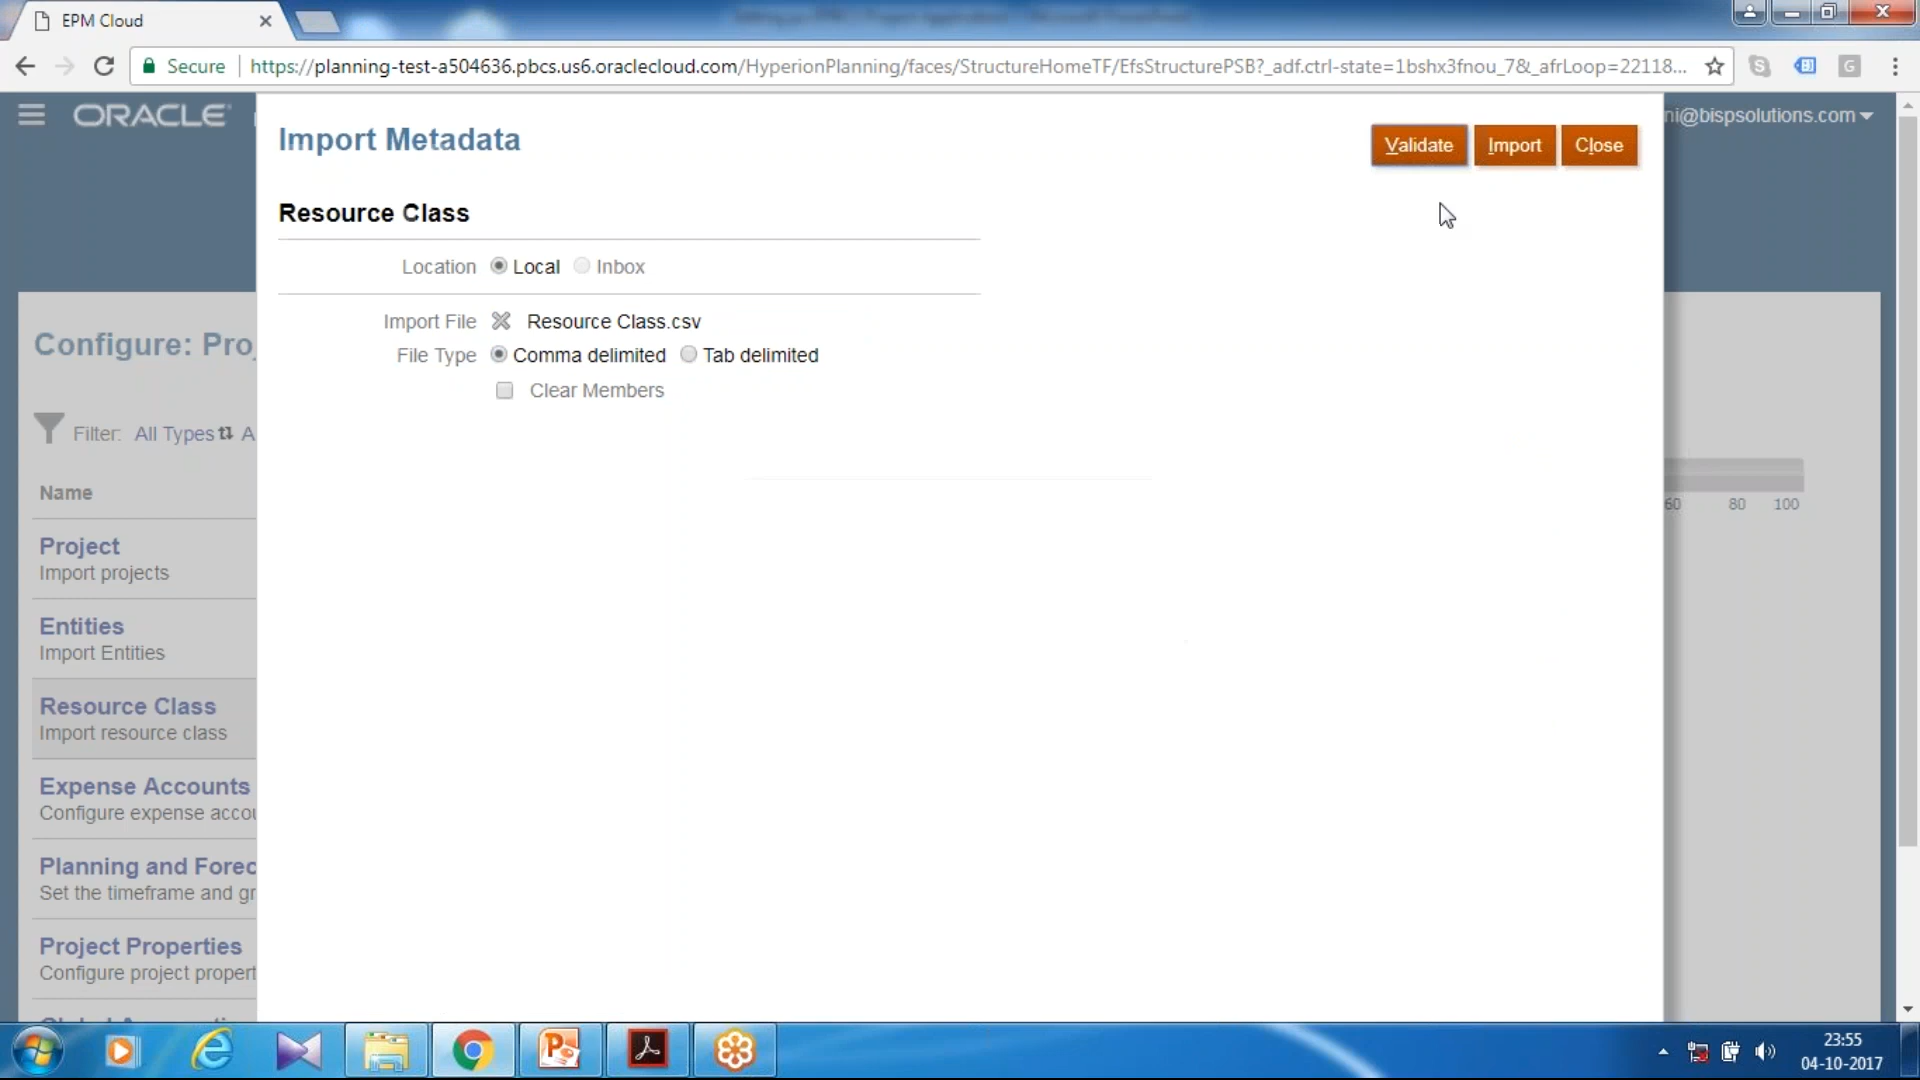 EPM Cloud
Secure https://planning-test-a504636.pbcs.us6.oraclecloud.com/HyperionPlanning/faces/StructureHomeTF/EfsStructurePSB?_adf.ctrl-state=1bshx3fnou_7&_afrLoop=22118...
ORACLE
ni@bispsolutions.com
Import Metadata
Validate Import Close
Resource Class
Location Local Inbox
Import File Resource Class.csv
File Type Comma delimited Tab delimited
Clear Members
Configure: Pro
Filter: All Types A
Name
60 80 100
Project
Import projects
Entities
Import Entities
Resource Class
Import resource class
Expense Accounts
Configure expense accou
Planning and Forec
Set the timeframe and gr
Project Properties
Configure project propert
23:55
04-10-2017